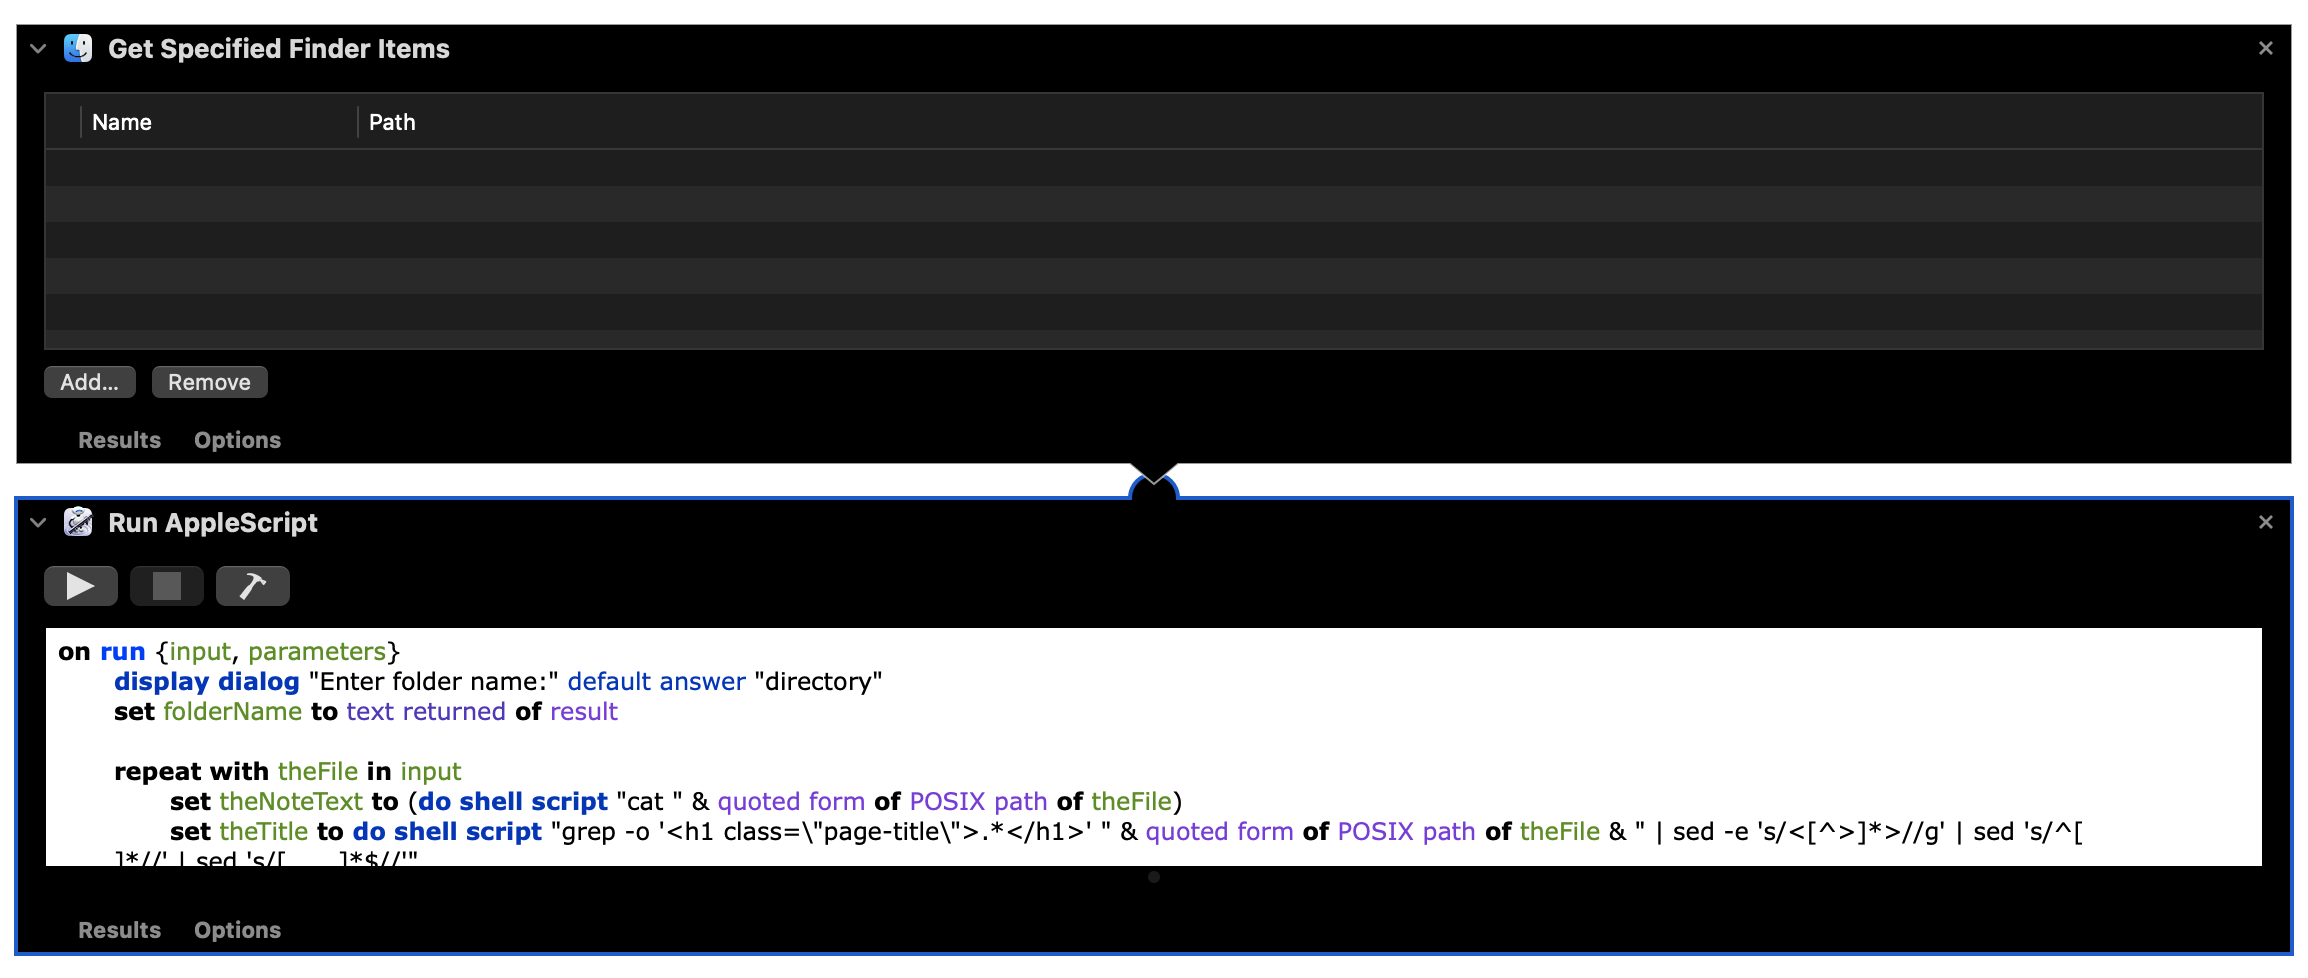 Get Specified Finder Items
Name Path
Add... Remove
Results Options
Run AppleScript
on run {input, parameters}
display dialog "Enter folder name:" default answer "directory"
set folderName to text returned of result
repeat with theFile in input
set theNoteText to (do shell script "cat " & quoted form of POSIX path of theFile)
set theTitle to do shell script "grep -o '<h1 class=\"page-title\">.*</h1>' " & quoted form of POSIX path of theFile & " | sed -e 's/<[^>]*>//g' | sed 's/^[
]*//' | sed 's/[ ]*$//'"
Results Options